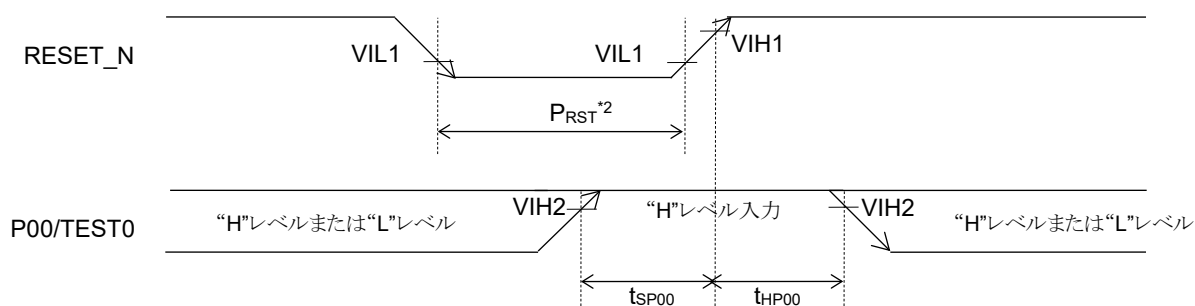 RESET_N
VIL1
VIL1
VIH1
PRST*2
P00/TEST0
“H”レベルまたは“L”レベル
VIH2
“H”レベル入力
VIH2
“H”レベルまたは“L”レベル
tSP00
tHP00